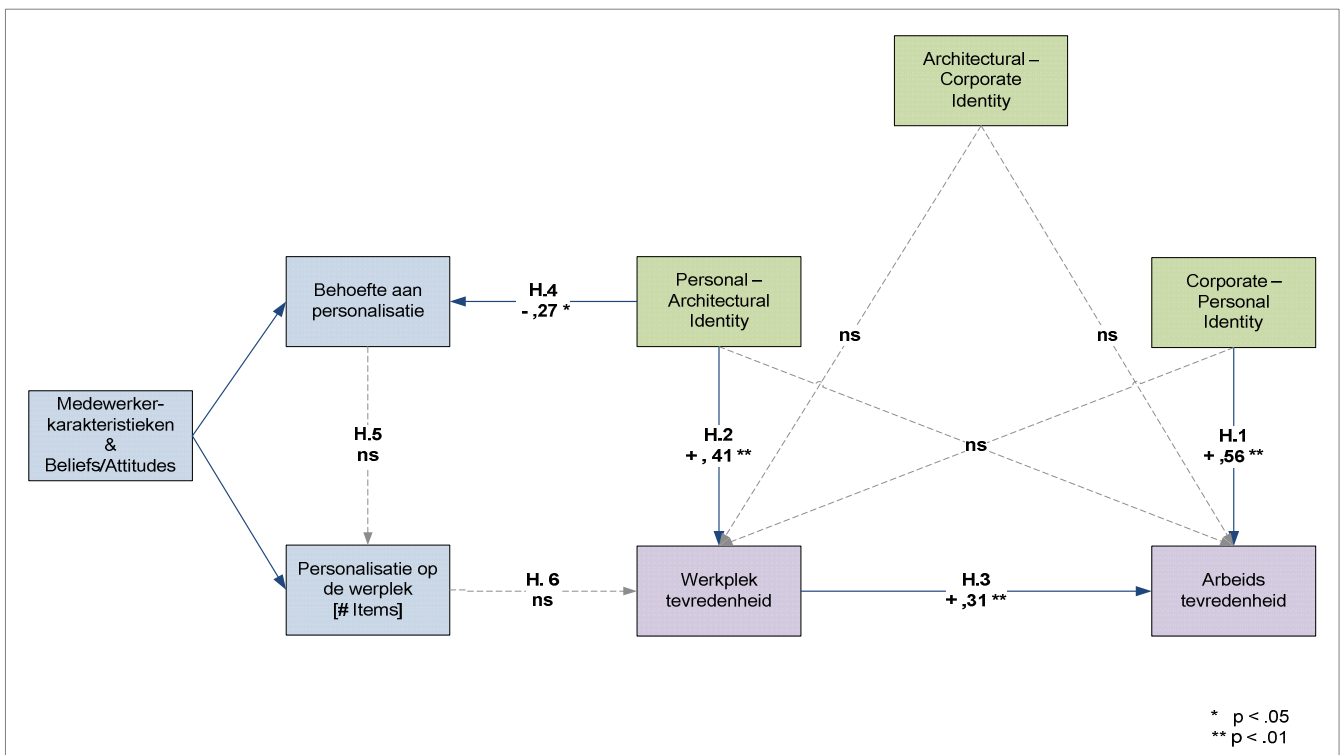 Architectural –
Corporate
Identity
Behoefte aan
personalisatie
H.4
- ,27 *
Personal –
Architectural
Identity
Corporate –
Personal
Identity
ns
ns
Medewerker-
karakteristieken
&
Beliefs/Attitudes
H.5
ns
H.2
+ , 41 **
ns
H.1
+ ,56 **
Personalisatie op
de werplek
[# Items]
H. 6
ns
Werkplek
tevredenheid
H.3
+ ,31 **
Arbeids
tevredenheid
* p < .05
** p < .01